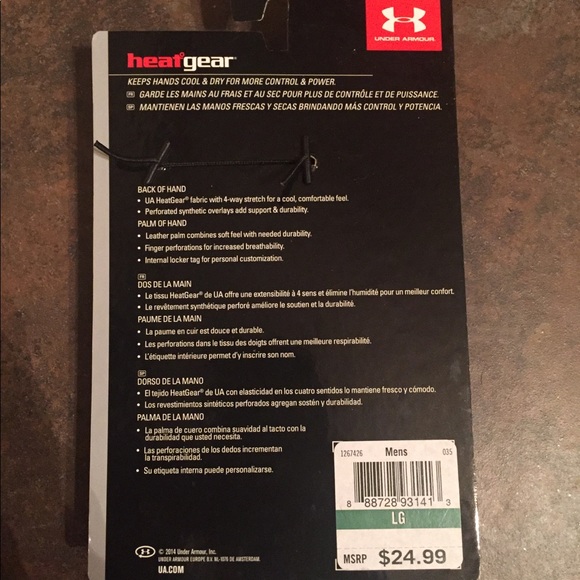 UNDER ARMOUR.
heatgear®
KEEPS HANDS COOL & DRY FOR MORE CONTROL & POWER.
FR GARDE LES MAINS AU FRAIS ET AU SEC POUR PLUS DE CONTRÔLE ET DE PUISSANCE.
SP MANTIENEN LAS MANOS FRESCAS Y SECAS BRINDANDO MÁS CONTROL Y POTENCIA.
BACK OF HAND
• UA HeatGear® fabric with 4-way stretch for a cool, comfortable feel.
• Perforated synthetic overlays add support & durability.
PALM OF HAND
• Leather palm combines soft feel with needed durability.
• Finger perforations for increased breathability.
• Internal locker tag for personal customization.
FR
DOS DE LA MAIN
• Le tissu HeatGear® de UA offre une extensibilité à 4 sens et élimine l'humidité pour un meilleur confort.
• Le revêtement synthétique perforé améliore le soutien et la durabilité.
PAUME DE LA MAIN
• La paume en cuir est douce et durable.
• Les perforations dans le tissu des doigts offrent une meilleure respirabilité.
• L'étiquette intérieure permet d'y inscrire son nom.
SP
DORSO DE LA MANO
• El tejido HeatGear® de UA con elasticidad en los cuatro sentidos lo mantiene fresco y cómodo.
• Los revestimientos sintéticos perforados agregan sostén y durabilidad.
PALMA DE LA MANO
• La palma de cuero combina suavidad al tacto con la
durabilidad que usted necesita.
• Las perforaciones de los dedos incrementan
la transpirabilidad.
• Su etiqueta interna puede personalizarse.
© 2014 Under Armour, Inc.
UNDER ARMOUR EUROPE B.V. NL-1076 DE AMSTERDAM.
UA.COM
1267426 Mens 035
8 88728 93141 3
LG
MSRP $24.99